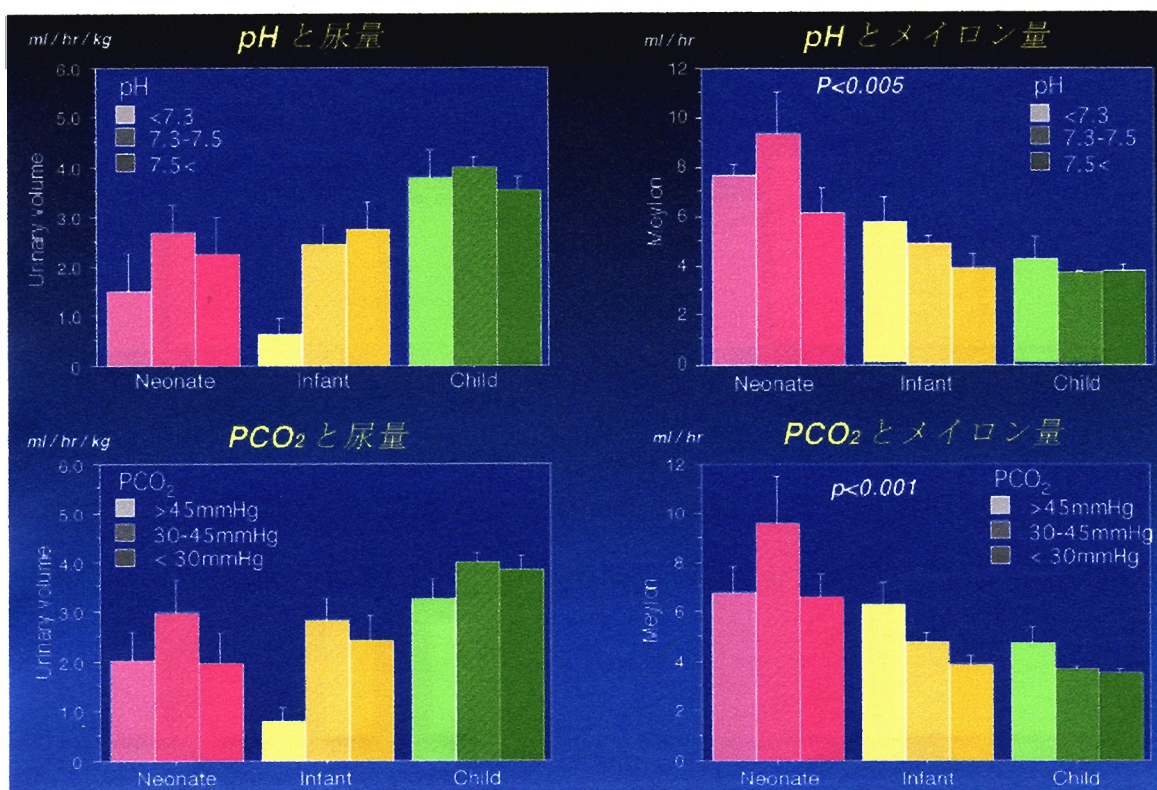 ml / hr / kg
pH と尿量
6.0
5.0
4.0
3.0
2.0
1.0
0
Urinary volume
pH
<7.3
7.3-7.5
7.5<
Neonate
Infant
Child
ml / hr
pH とメイロン量
12
10
8
6
4
2
0
Meylon
P<0.005
pH
<7.3
7.3-7.5
7.5<
Neonate
Infant
Child
ml / hr / kg
PCO₂ と尿量
6.0
5.0
4.0
3.0
2.0
1.0
0
Urinary volume
PCO₂
>45mmHg
30-45mmHg
< 30mmHg
Neonate
Infant
Child
ml / hr
PCO₂ とメイロン量
12
10
8
6
4
2
0
Meylon
p<0.001
PCO₂
>45mmHg
30-45mmHg
< 30mmHg
Neonate
Infant
Child